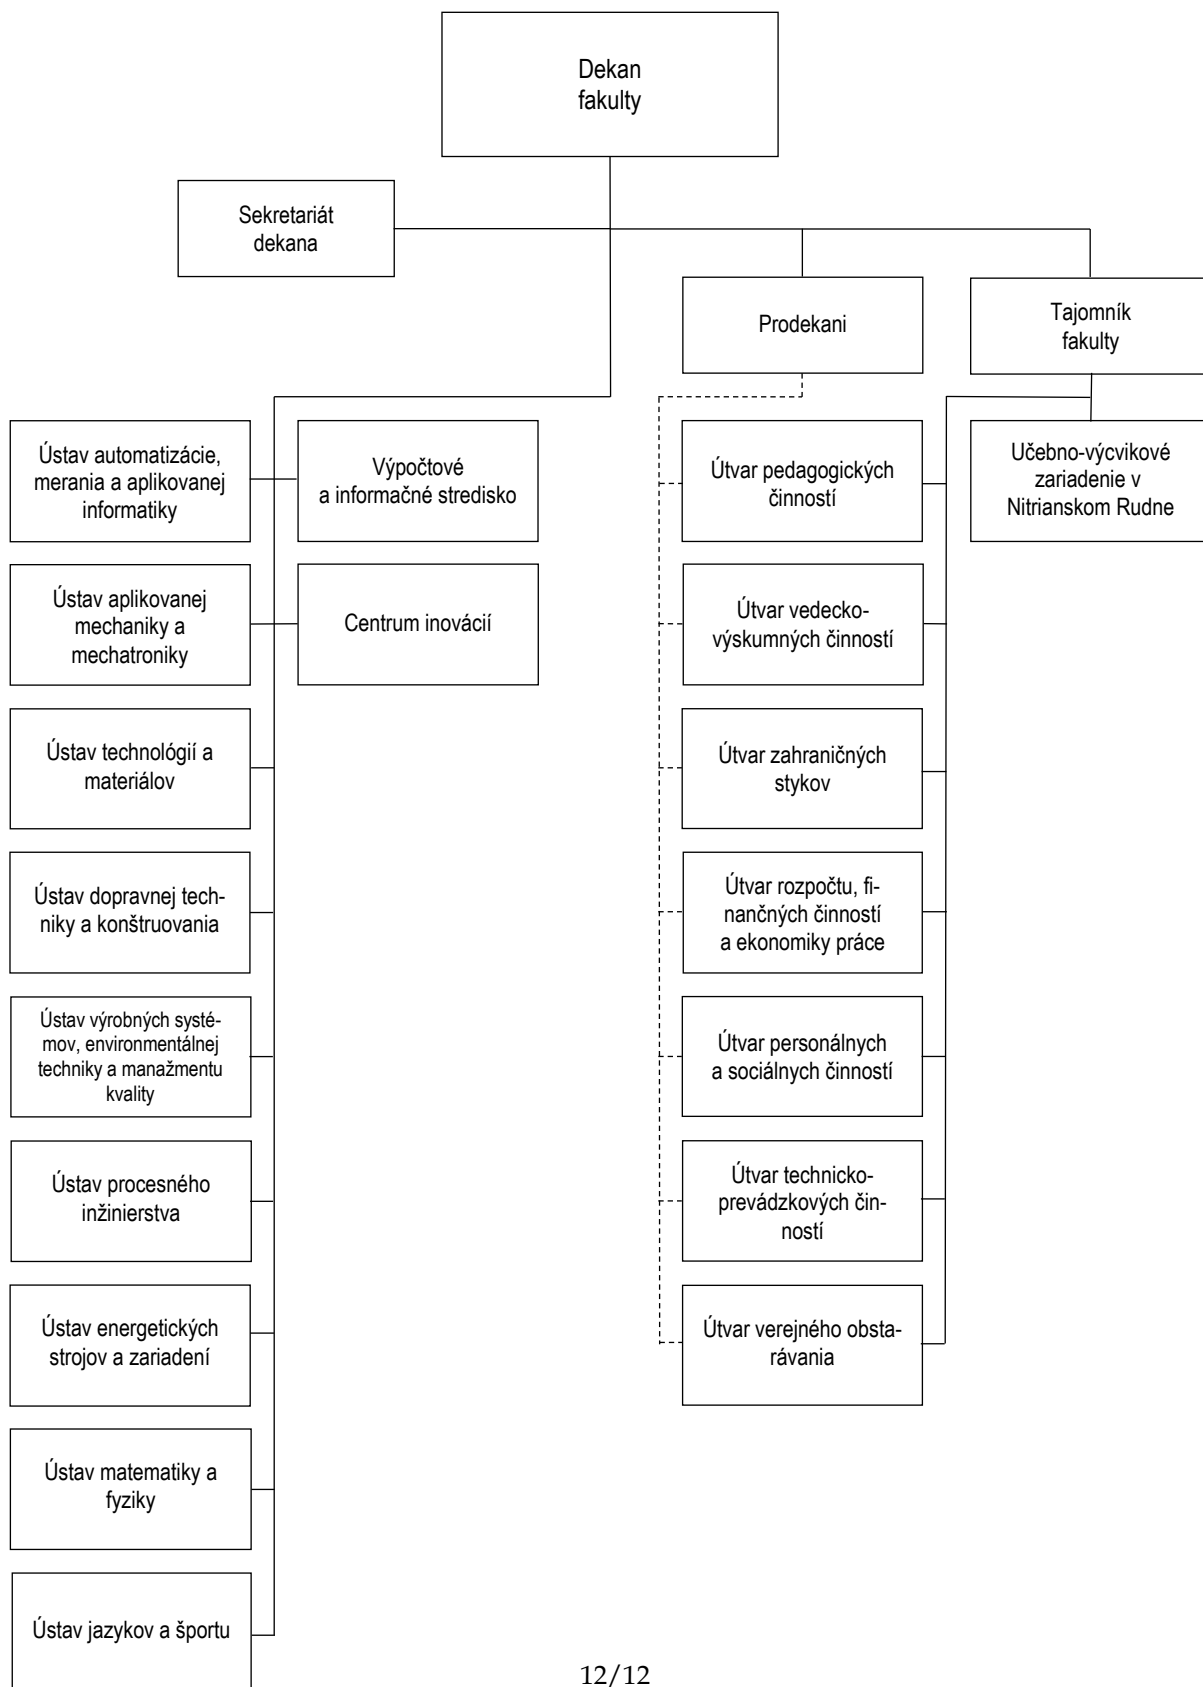 Dekan
fakulty
Sekretariát
dekana
Prodekani
Tajomník
fakulty
Ústav automatizácie,
merania a aplikovanej
informatiky
Výpočtové
a informačné stredisko
Útvar pedagogických
činností
Učebno-výcvikové
zariadenie v
Nitrianskom Rudne
Ústav aplikovanej
mechaniky a
mechatroniky
Centrum inovácií
Útvar vedecko-
výskumných činností
Ústav technológií a
materiálov
Útvar zahraničných
stykov
Ústav dopravnej tech-
niky a konštruovania
Útvar rozpočtu, fi-
nančných činností
a ekonomiky práce
Ústav výrobných systé-
mov, environmentálnej
techniky a manažmentu
kvality
Útvar personálnych
a sociálnych činností
Ústav procesného
inžinierstva
Útvar technicko-
prevádzkových čin-
ností
Ústav energetických
strojov a zariadení
Útvar verejného obsta-
rávania
Ústav matematiky a
fyziky
Ústav jazykov a športu
12/12